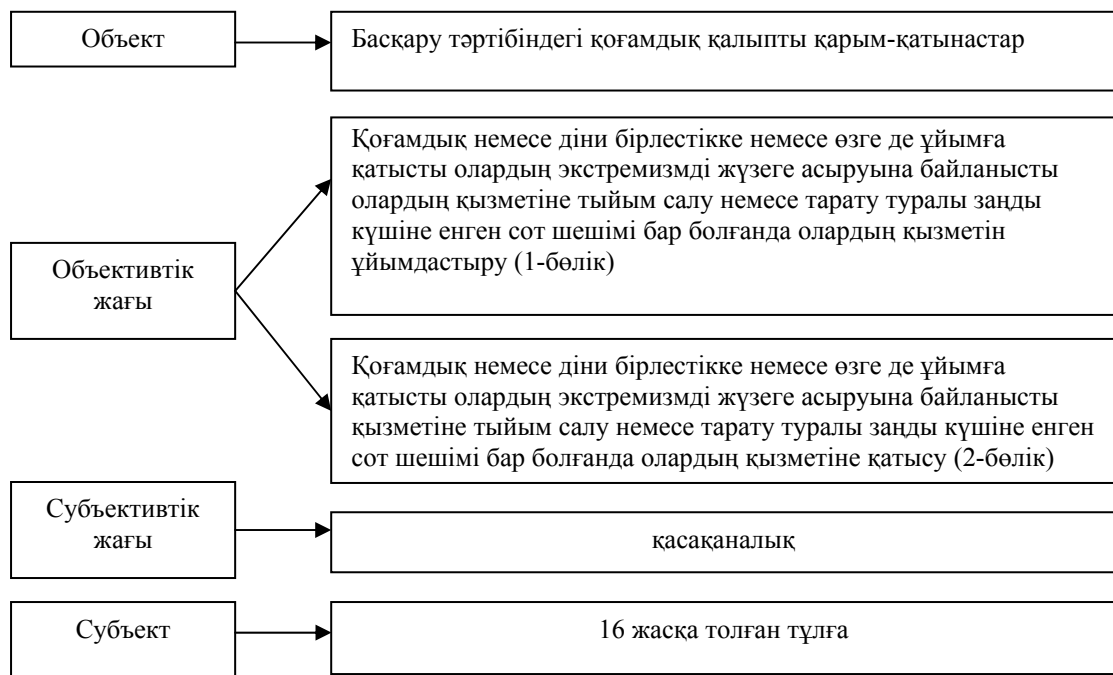 Объект
Басқару тәртібіндегі қоғамдық қалыпты қарым-қатынастар
Объективтік
жағы
Қоғамдық немесе діни бірлестікке немесе өзге де ұйымға
қатысты олардың экстремизмді жүзеге асыруына байланысты
олардың қызметіне тыйым салу немесе тарату туралы заңды
күшіне енген сот шешімі бар болғанда олардың қызметін
ұйымдастыру (1-бөлік)
Қоғамдық немесе діни бірлестікке немесе өзге де ұйымға
қатысты олардың экстремизмді жүзеге асыруына байланысты
қызметіне тыйым салу немесе тарату туралы заңды күшіне енген
сот шешімі бар болғанда олардың қызметіне қатысу (2-бөлік)
Субъективтік
жағы
қасақаналық
Субъект
16 жасқа толған тұлға